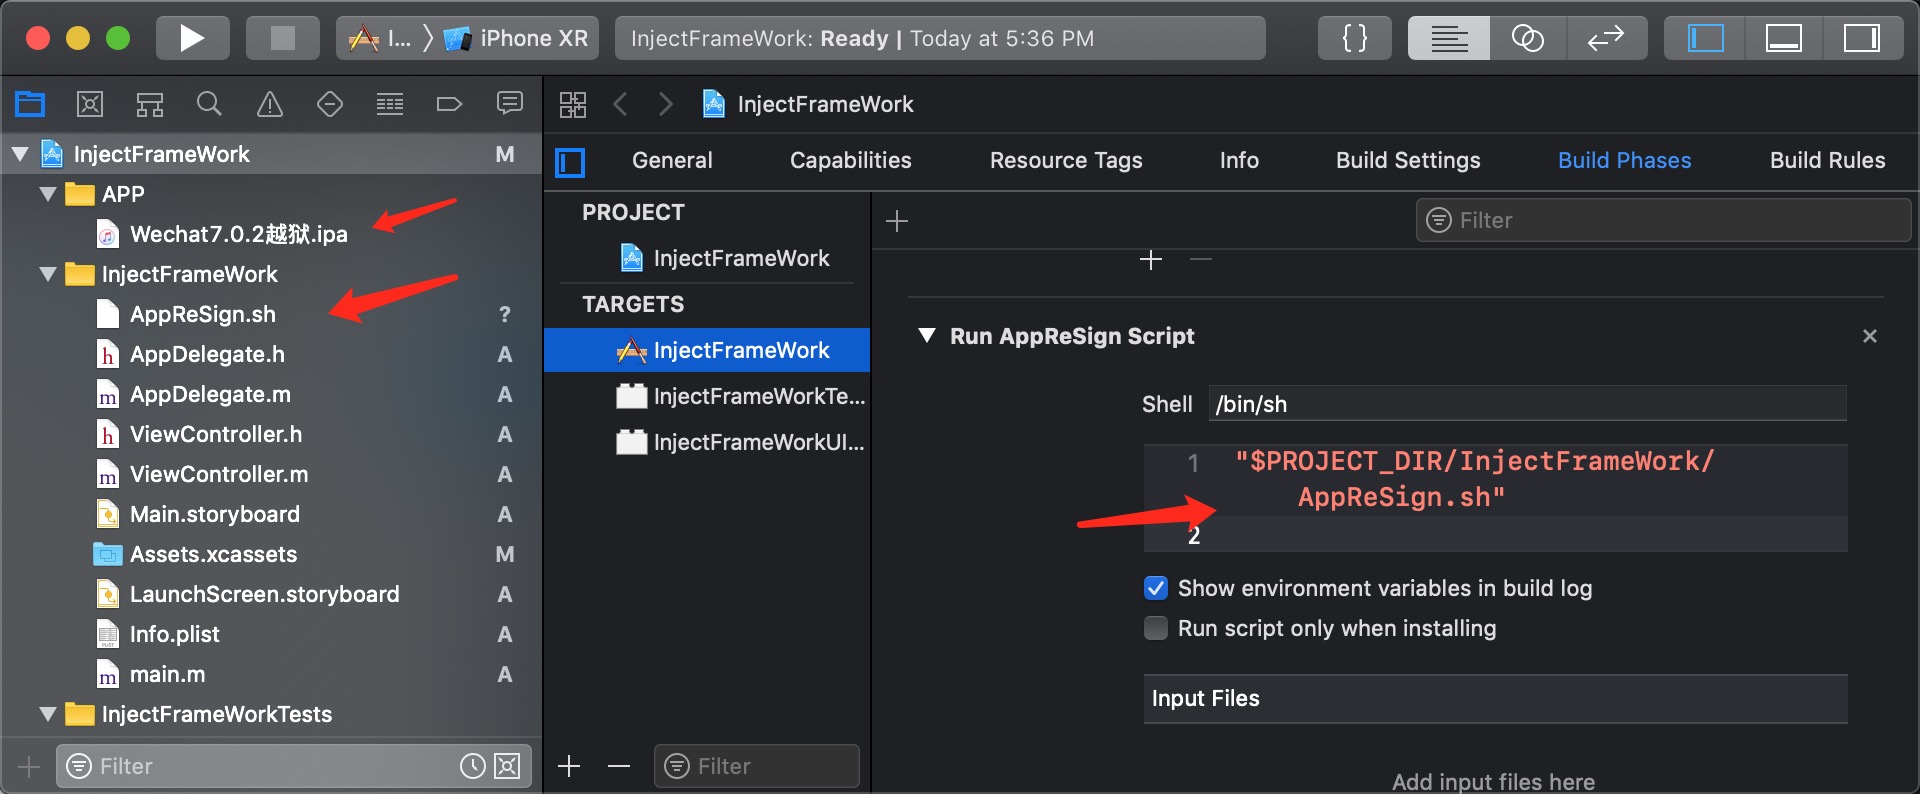 I... 〉 iPhone XR
InjectFrameWork: Ready | Today at 5:36 PM
{ }
InjectFrameWork M
APP
Wechat7.0.2越狱.ipa
InjectFrameWork
AppReSign.sh ?
AppDelegate.h A
AppDelegate.m A
ViewController.h A
ViewController.m A
Main.storyboard A
Assets.xcassets M
LaunchScreen.storyboard A
Info.plist A
main.m A
InjectFrameWorkTests
Filter
InjectFrameWork
General Capabilities Resource Tags Info Build Settings Build Phases Build Rules
PROJECT
InjectFrameWork
TARGETS
InjectFrameWork
InjectFrameWorkTe...
InjectFrameWorkUI...
Filter
Filter
Run AppReSign Script
Shell /bin/sh
1 "$PROJECT_DIR/InjectFrameWork/
AppReSign.sh"
2
Show environment variables in build log
Run script only when installing
Input Files
Add input files here